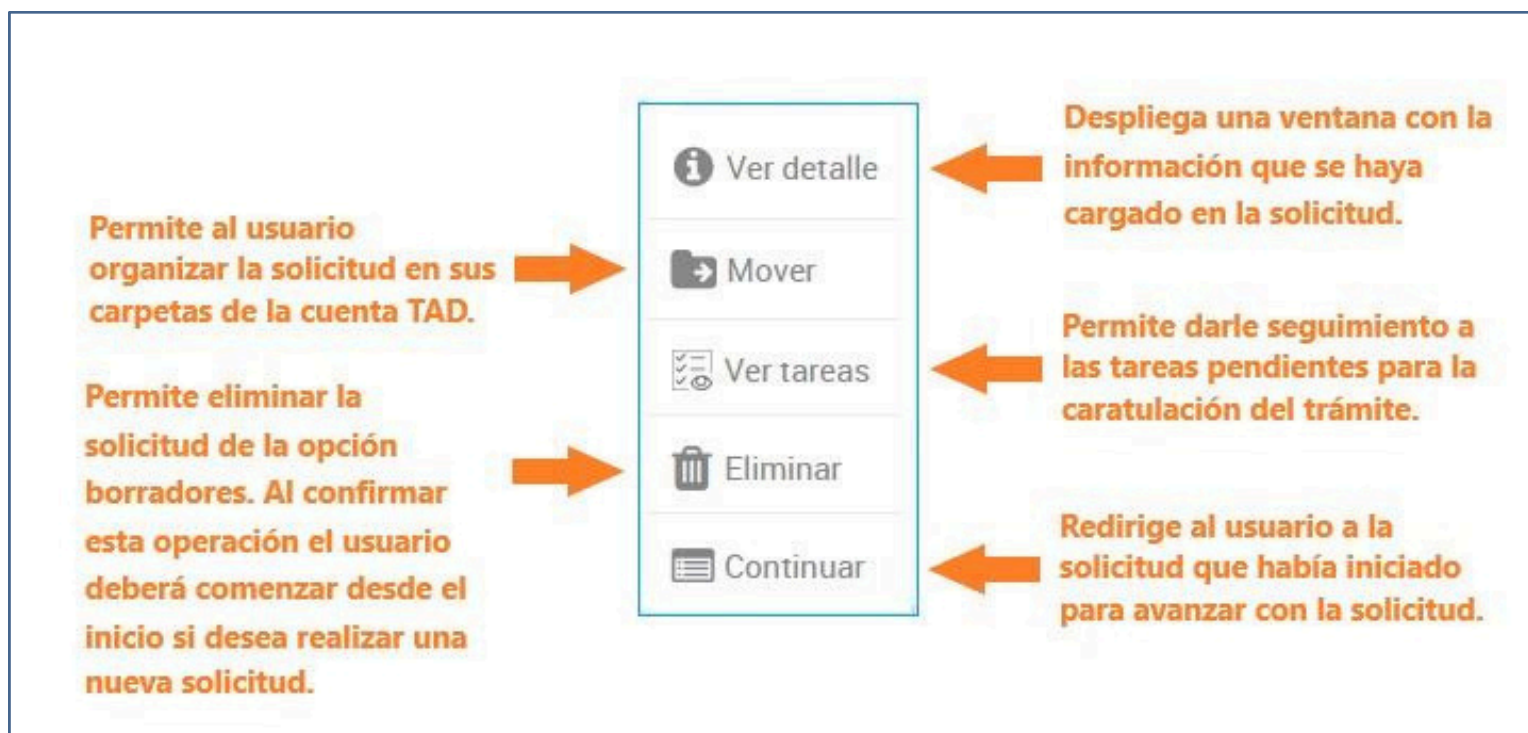 Ver detalle
Despliega una ventana con la
información que se haya
cargado en la solicitud.
Permite al usuario
organizar la solicitud en sus
carpetas de la cuenta TAD.
Mover
Ver tareas
Permite darle seguimiento a
las tareas pendientes para la
caratulación del trámite.
Permite eliminar la
solicitud de la opción
borradores. Al confirmar
esta operación el usuario
deberá comenzar desde el
inicio si desea realizar una
nueva solicitud.
Eliminar
Continuar
Redirige al usuario a la
solicitud que había iniciado
para avanzar con la solicitud.